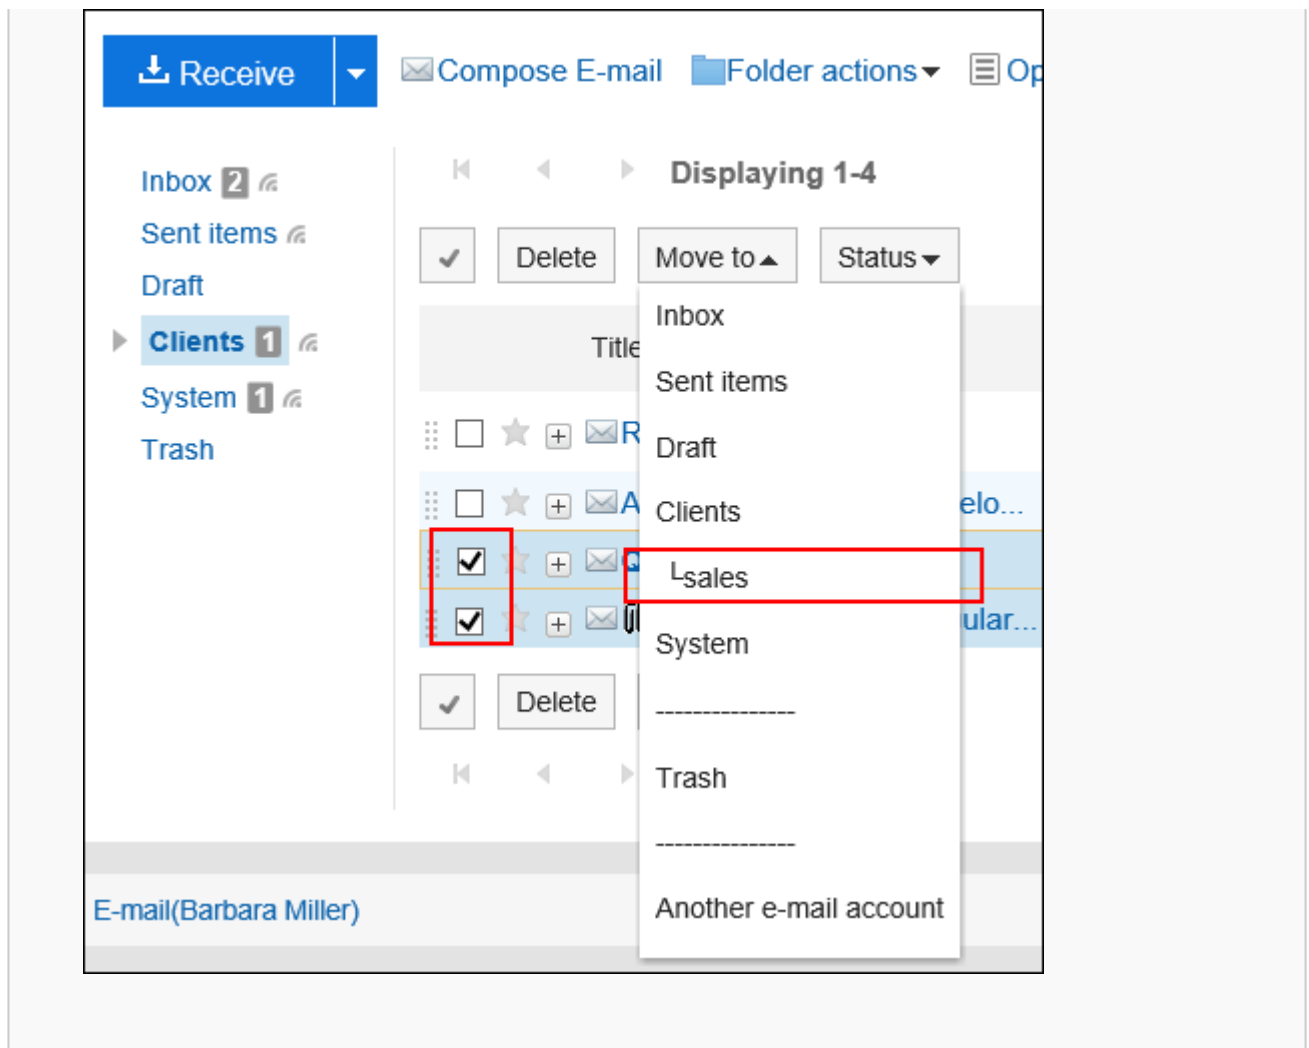 Receive Compose E-mail Folder actions Op
Inbox 2
Sent items
Draft
Clients 1
System 1
Trash
Displaying 1-4
Delete Move to Status
Title
R
A elo...
Q
ular...
Inbox
Sent items
Draft
Clients
└sales
System
---------------
Trash
---------------
Another e-mail account
Delete
E-mail(Barbara Miller)